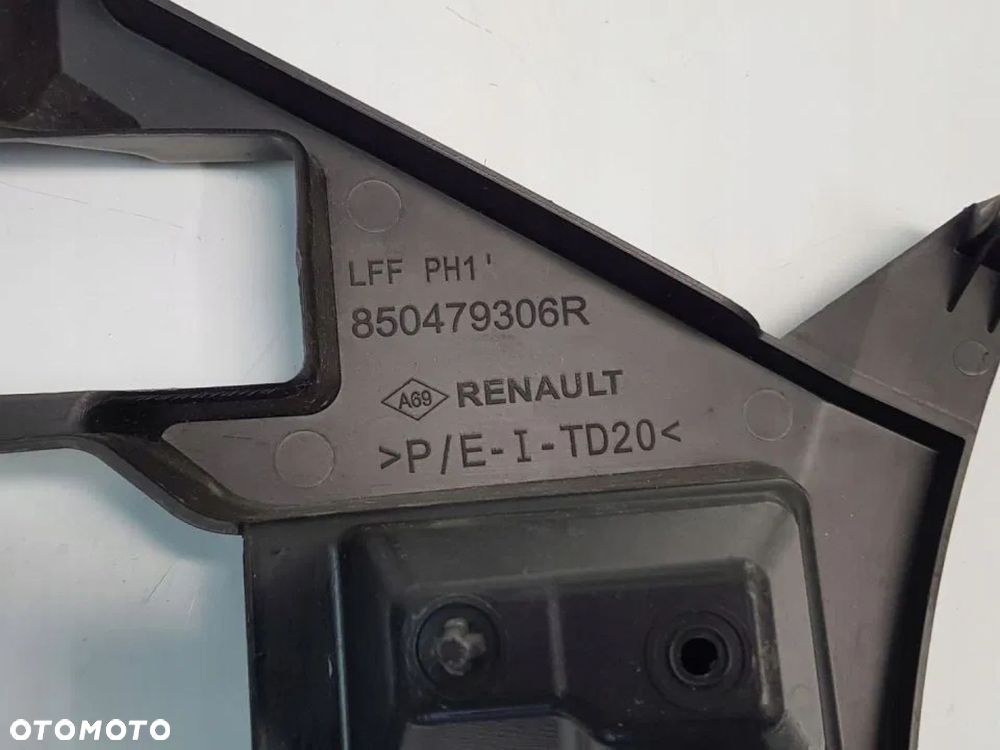 LFF PH1'
850479306R
A69 RENAULT
>P/E-I-TD20<
OTOMOTO